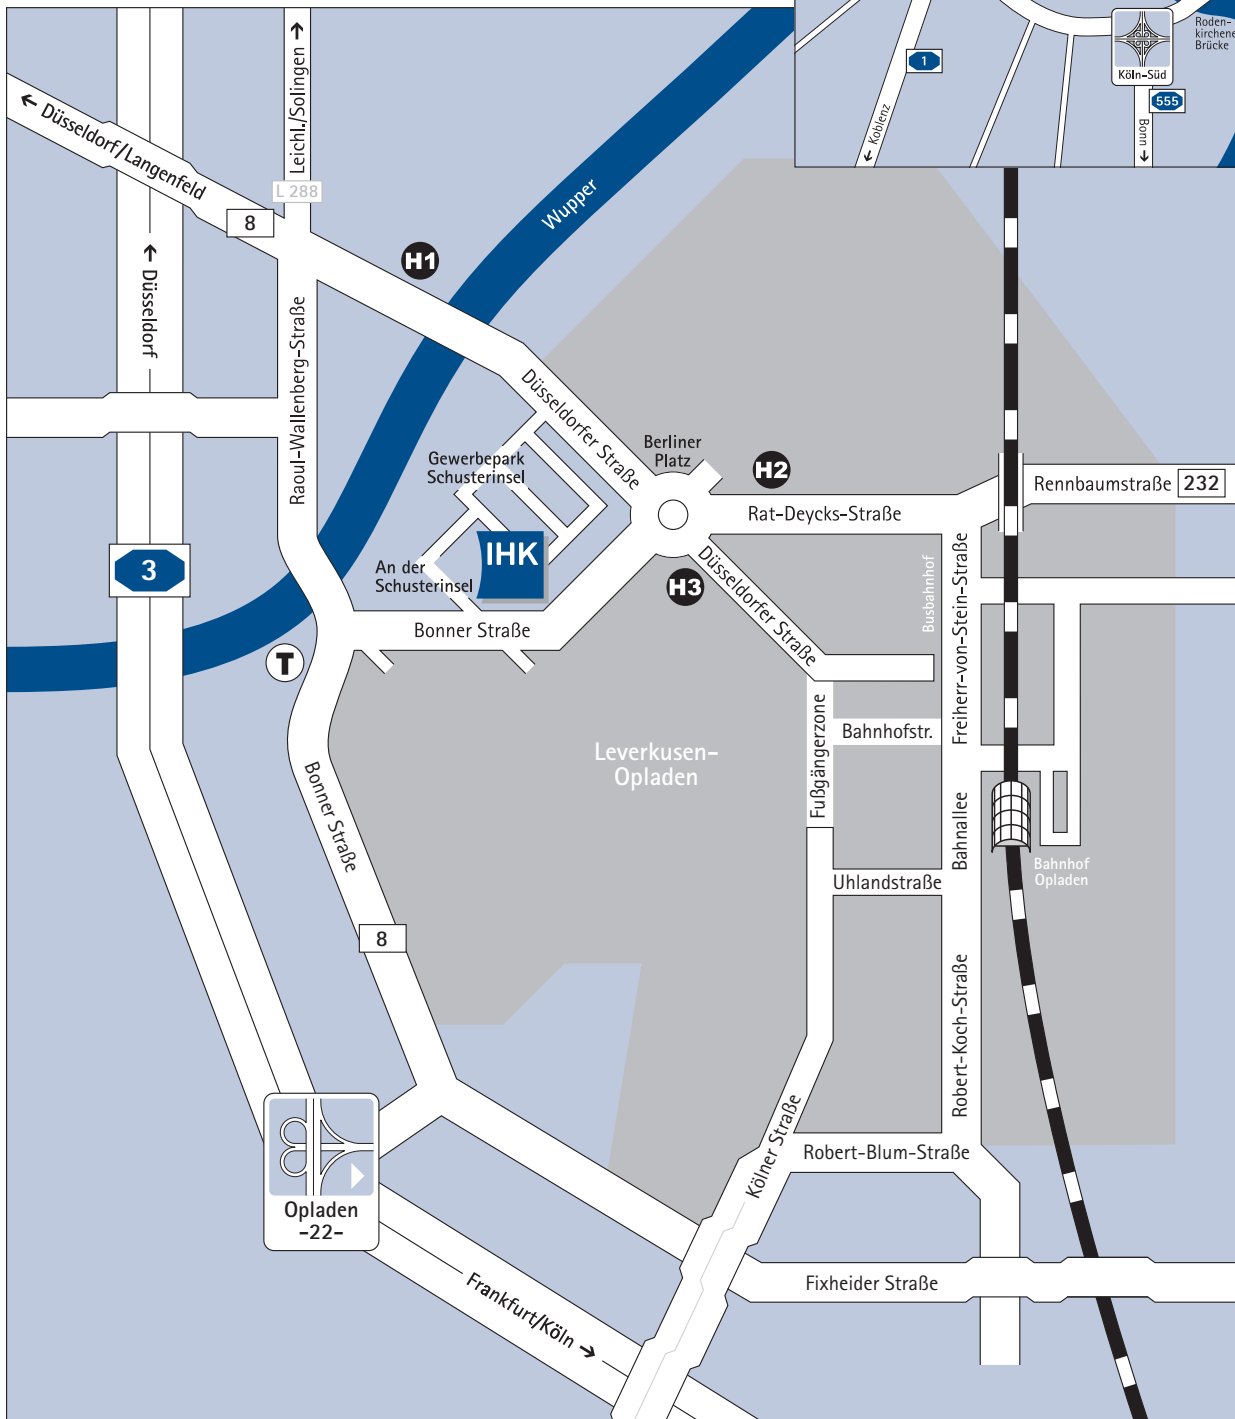 Roden-
kirchener
Brücke
1
Köln-Süd
555
← Koblenz
Bonn →
← Düsseldorf/Langenfeld
Leichl./Solingen →
L 288
8
← Düsseldorf
Wupper
H1
Raoul-Wallenberg-Straße
Düsseldorfer Straße
Berliner
Platz
H2
Gewerbepark
Schusterinsel
Rennbaumstraße 232
Rat-Deycks-Straße
IHK
An der
Schusterinsel
3
H3
Düsseldorfer Straße
Busbahnhof
Freiherr-von-Stein-Straße
Bonner Straße
T
Leverkusen-
Opladen
Fußgängerzone
Bahnhofstr.
Bonner Straße
Bahnallee
Bahnhof
Opladen
Uhlandstraße
8
Robert-Koch-Straße
Kölner Straße
Robert-Blum-Straße
Opladen
-22-
Frankfurt/Köln →
Fixheider Straße